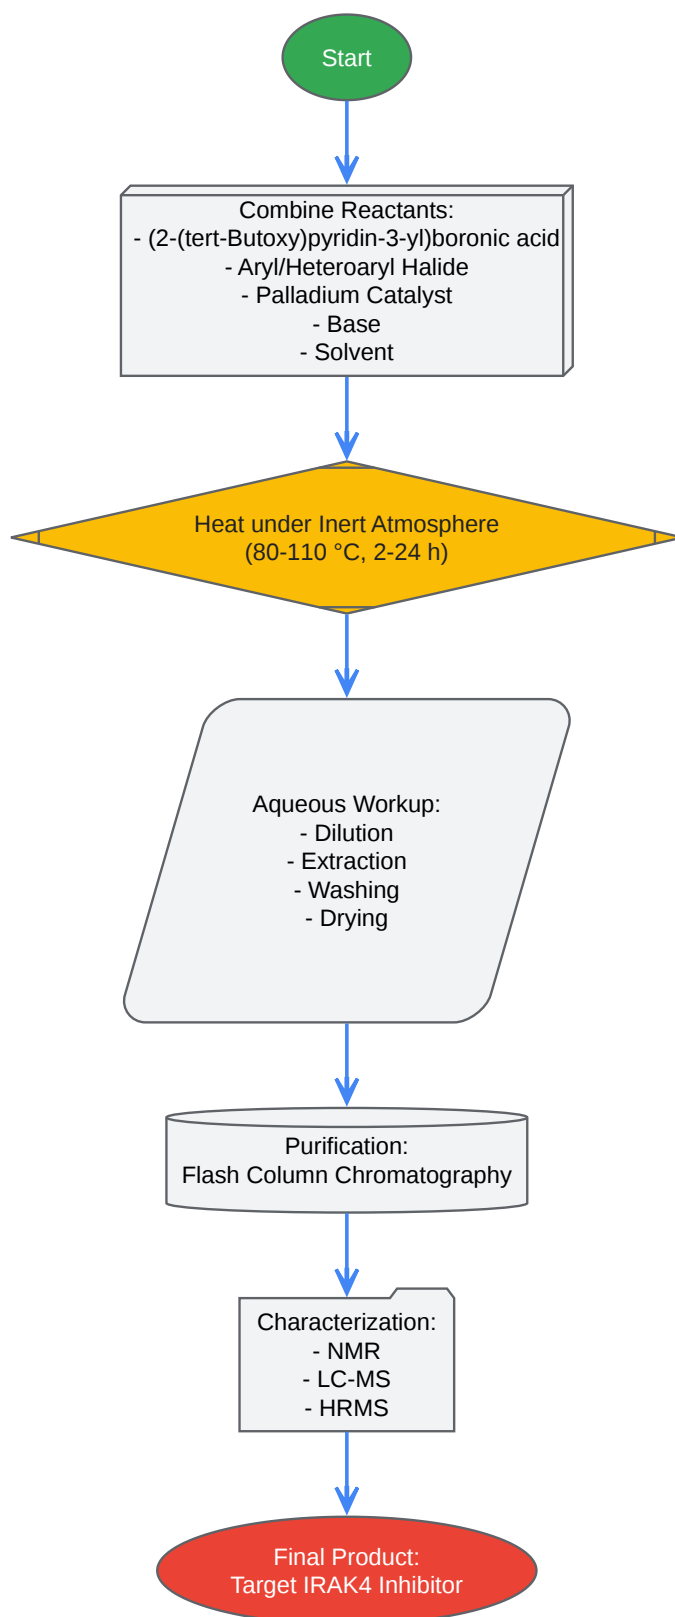 Start
Combine Reactants:
- (2-(tert-Butoxy)pyridin-3-yl)boronic acid
- Aryl/Heteroaryl Halide
- Palladium Catalyst
- Base
- Solvent
Heat under Inert Atmosphere
(80-110 °C, 2-24 h)
Aqueous Workup:
- Dilution
- Extraction
- Washing
- Drying
Purification:
Flash Column Chromatography
Characterization:
- NMR
- LC-MS
- HRMS
Final Product:
Target IRAK4 Inhibitor